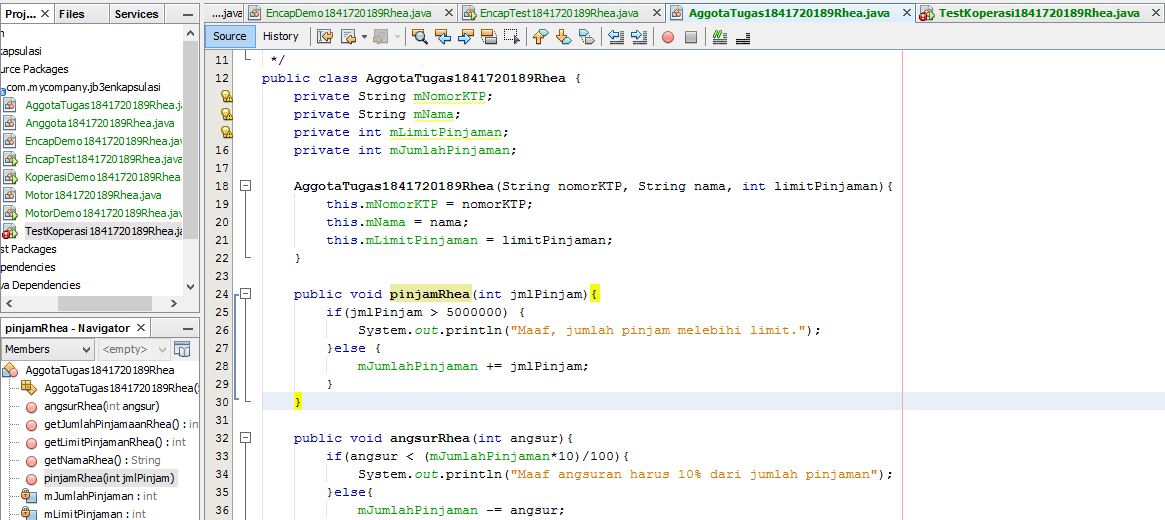 Proj... Files Services
kapsulasi
urce Packages
com.mycompany.jb3enkapsulasi
AggotaTugas1841720189Rhea.ja
Anggota1841720189Rhea.java
EncapDemo1841720189Rhea.java
EncapTest1841720189Rhea.java
KoperasiDemo1841720189Rhea
Motor1841720189Rhea.java
MotorDemo1841720189Rhea.java
TestKoperasi1841720189Rhea.ja
st Packages
pendencies
va Dependencies
pinjamRhea - Navigator
Members <empty>
AggotaTugas1841720189Rhea
AggotaTugas1841720189Rhea(S
angsurRhea(int angsur)
getJumlahPinjamaanRhea() : in
getLimitPinjamanRhea() : int
getNamaRhea() : String
pinjamRhea(int jmlPinjam)
mJumlahPinjaman : int
mLimitPinjaman : int
....java EncapDemo1841720189Rhea.java EncapTest1841720189Rhea.java AggotaTugas1841720189Rhea.java TestKoperasi1841720189Rhea.java
Source History
11 */
12 public class AggotaTugas1841720189Rhea {
private String mNomorKTP;
private String mNama;
private int mLimitPinjaman;
16 private int mJumlahPinjaman;
17
18 AggotaTugas1841720189Rhea(String nomorKTP, String nama, int limitPinjaman){
19 this.mNomorKTP = nomorKTP;
20 this.mNama = nama;
21 this.mLimitPinjaman = limitPinjaman;
22 }
23
24 public void pinjamRhea(int jmlPinjam){
25 if(jmlPinjam > 5000000) {
26 System.out.println("Maaf, jumlah pinjam melebihi limit.");
27 }else {
28 mJumlahPinjaman += jmlPinjam;
29 }
30 }
31
32 public void angsurRhea(int angsur){
33 if(angsur < (mJumlahPinjaman*10)/100){
34 System.out.println("Maaf angsuran harus 10% dari jumlah pinjaman");
35 }else{
36 mJumlahPinjaman -= angsur;